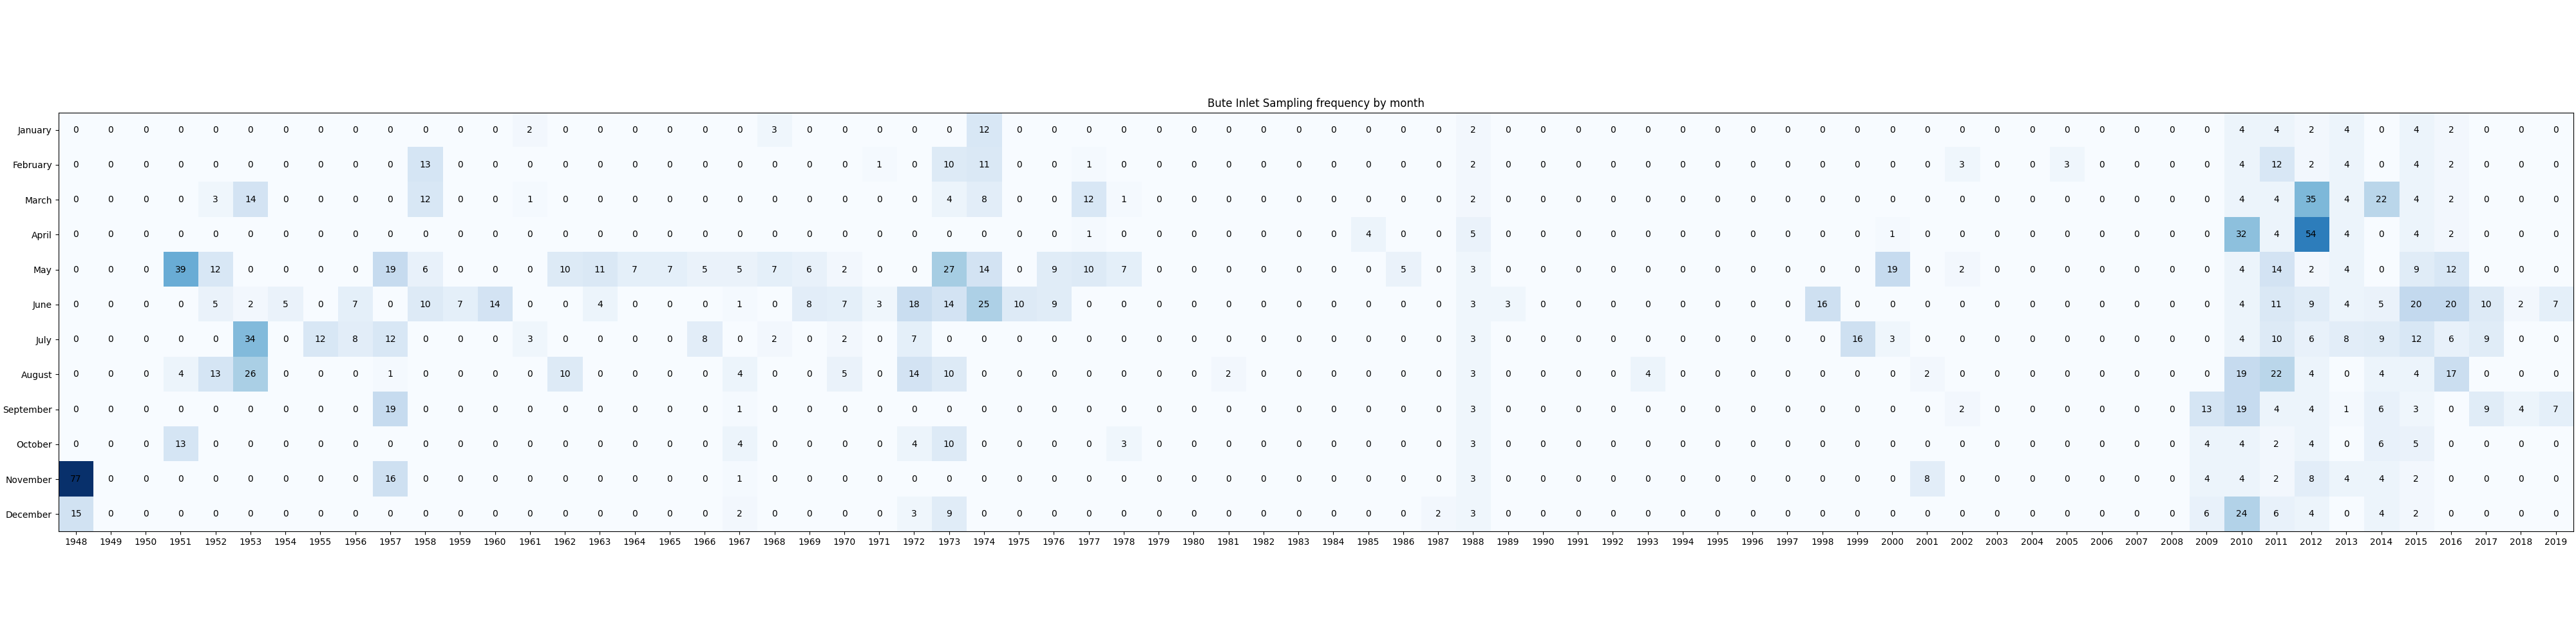 Bute Inlet Sampling frequency by month
January 0 0 0 0 0 0 0 0 0 0 0 0 0 2 0 0 0 0 0 0 3 0 0 0 0 0 12 0 0 0 0 0 0 0 0 0 0 0 0 0 2 0 0 0 0 0 0 0 0 0 0 0 0 0 0 0 0 0 0 0 0 0 4 4 2 4 0 4 2 0 0 0
February 0 0 0 0 0 0 0 0 0 0 13 0 0 0 0 0 0 0 0 0 0 0 0 1 0 10 11 0 0 1 0 0 0 0 0 0 0 0 0 0 2 0 0 0 0 0 0 0 0 0 0 0 0 0 3 0 0 3 0 0 0 0 4 12 2 4 0 4 2 0 0 0
March 0 0 0 0 3 14 0 0 0 0 12 0 0 1 0 0 0 0 0 0 0 0 0 0 0 4 8 0 0 12 1 0 0 0 0 0 0 0 0 0 2 0 0 0 0 0 0 0 0 0 0 0 0 0 0 0 0 0 0 0 0 0 4 4 35 4 22 4 2 0 0 0
April 0 0 0 0 0 0 0 0 0 0 0 0 0 0 0 0 0 0 0 0 0 0 0 0 0 0 0 0 0 1 0 0 0 0 0 0 0 4 0 0 5 0 0 0 0 0 0 0 0 0 0 0 1 0 0 0 0 0 0 0 0 0 32 4 54 4 0 4 2 0 0 0
May 0 0 0 39 12 0 0 0 0 19 6 0 0 0 10 11 7 7 5 5 7 6 2 0 0 27 14 0 9 10 7 0 0 0 0 0 0 0 5 0 3 0 0 0 0 0 0 0 0 0 0 0 19 0 2 0 0 0 0 0 0 0 4 14 2 4 0 9 12 0 0 0
June 0 0 0 0 5 2 5 0 7 0 10 7 14 0 0 4 0 0 0 1 0 8 7 3 18 14 25 10 9 0 0 0 0 0 0 0 0 0 0 0 3 3 0 0 0 0 0 0 0 0 16 0 0 0 0 0 0 0 0 0 0 0 4 11 9 4 5 20 20 10 2 7
July 0 0 0 0 0 34 0 12 8 12 0 0 0 3 0 0 0 0 8 0 2 0 2 0 7 0 0 0 0 0 0 0 0 0 0 0 0 0 0 0 3 0 0 0 0 0 0 0 0 0 0 16 3 0 0 0 0 0 0 0 0 0 4 10 6 8 9 12 6 9 0 0
August 0 0 0 4 13 26 0 0 0 1 0 0 0 0 10 0 0 0 0 4 0 0 5 0 14 10 0 0 0 0 0 0 0 2 0 0 0 0 0 0 3 0 0 0 0 4 0 0 0 0 0 0 0 2 0 0 0 0 0 0 0 0 19 22 4 0 4 4 17 0 0 0
September 0 0 0 0 0 0 0 0 0 19 0 0 0 0 0 0 0 0 0 1 0 0 0 0 0 0 0 0 0 0 0 0 0 0 0 0 0 0 0 0 3 0 0 0 0 0 0 0 0 0 0 0 0 0 2 0 0 0 0 0 0 13 19 4 4 1 6 3 0 9 4 7
October 0 0 0 13 0 0 0 0 0 0 0 0 0 0 0 0 0 0 0 4 0 0 0 0 4 10 0 0 0 0 3 0 0 0 0 0 0 0 0 0 3 0 0 0 0 0 0 0 0 0 0 0 0 0 0 0 0 0 0 0 0 4 4 2 4 0 6 5 0 0 0 0
November 77 0 0 0 0 0 0 0 0 16 0 0 0 0 0 0 0 0 0 1 0 0 0 0 0 0 0 0 0 0 0 0 0 0 0 0 0 0 0 0 3 0 0 0 0 0 0 0 0 0 0 0 0 8 0 0 0 0 0 0 0 4 4 2 8 4 4 2 0 0 0 0
December 15 0 0 0 0 0 0 0 0 0 0 0 0 0 0 0 0 0 0 2 0 0 0 0 3 9 0 0 0 0 0 0 0 0 0 0 0 0 0 2 3 0 0 0 0 0 0 0 0 0 0 0 0 0 0 0 0 0 0 0 0 6 24 6 4 0 4 2 0 0 0 0
1948 1949 1950 1951 1952 1953 1954 1955 1956 1957 1958 1959 1960 1961 1962 1963 1964 1965 1966 1967 1968 1969 1970 1971 1972 1973 1974 1975 1976 1977 1978 1979 1980 1981 1982 1983 1984 1985 1986 1987 1988 1989 1990 1991 1992 1993 1994 1995 1996 1997 1998 1999 2000 2001 2002 2003 2004 2005 2006 2007 2008 2009 2010 2011 2012 2013 2014 2015 2016 2017 2018 2019